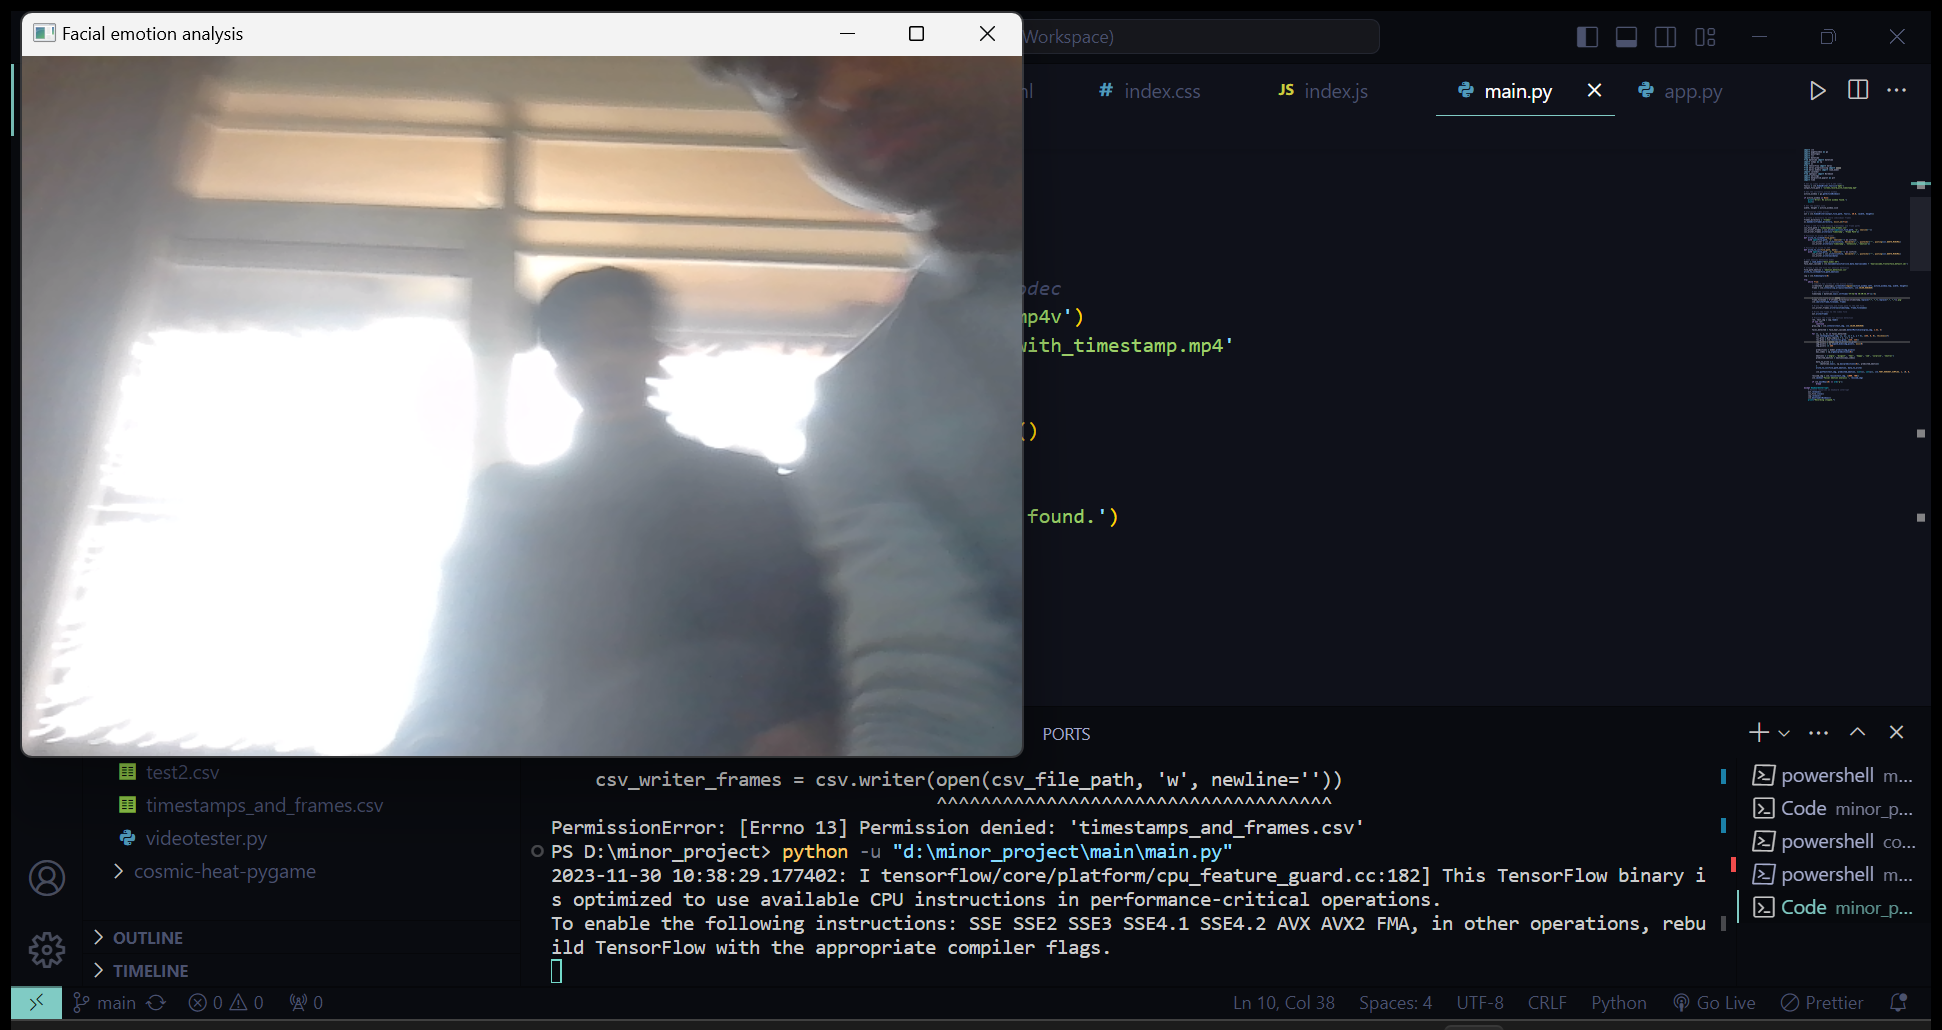 Facial emotion analysis
Workspace)
index.css
JS index.js
main.py
app.py
mp4v')
with_timestamp.mp4'
()
found.')
PORTS
test2.csv
timestamps_and_frames.csv
videotester.py
cosmic-heat-pygame
OUTLINE
TIMELINE
csv_writer_frames = csv.writer(open(csv_file_path, 'w', newline=''))
^^^^^^^^^^^^^^^^^^^^^^^^^^^^^^^^^^^^
PermissionError: [Errno 13] Permission denied: 'timestamps_and_frames.csv'
PS D:\minor_project> python -u "d:\minor_project\main\main.py"
2023-11-30 10:38:29.177402: I tensorflow/core/platform/cpu_feature_guard.cc:182] This TensorFlow binary i
s optimized to use available CPU instructions in performance-critical operations.
To enable the following instructions: SSE SSE2 SSE3 SSE4.1 SSE4.2 AVX AVX2 FMA, in other operations, rebu
ild TensorFlow with the appropriate compiler flags.
powershell m...
Code minor_p...
powershell co...
powershell m...
Code minor_p...
main 0 0 0
Ln 10, Col 38 Spaces: 4 UTF-8 CRLF Python Go Live Prettier